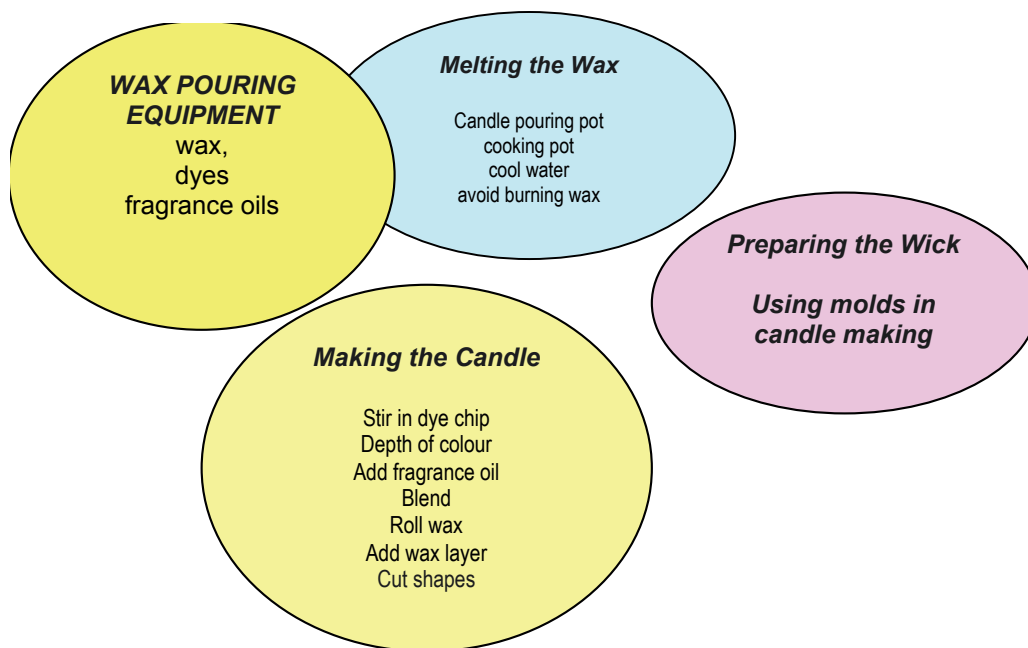 WAX POURING
EQUIPMENT
wax,
dyes
fragrance oils
Melting the Wax
Candle pouring pot
cooking pot
cool water
avoid burning wax
Preparing the Wick
Using molds in
candle making
Making the Candle
Stir in dye chip
Depth of colour
Add fragrance oil
Blend
Roll wax
Add wax layer
Cut shapes